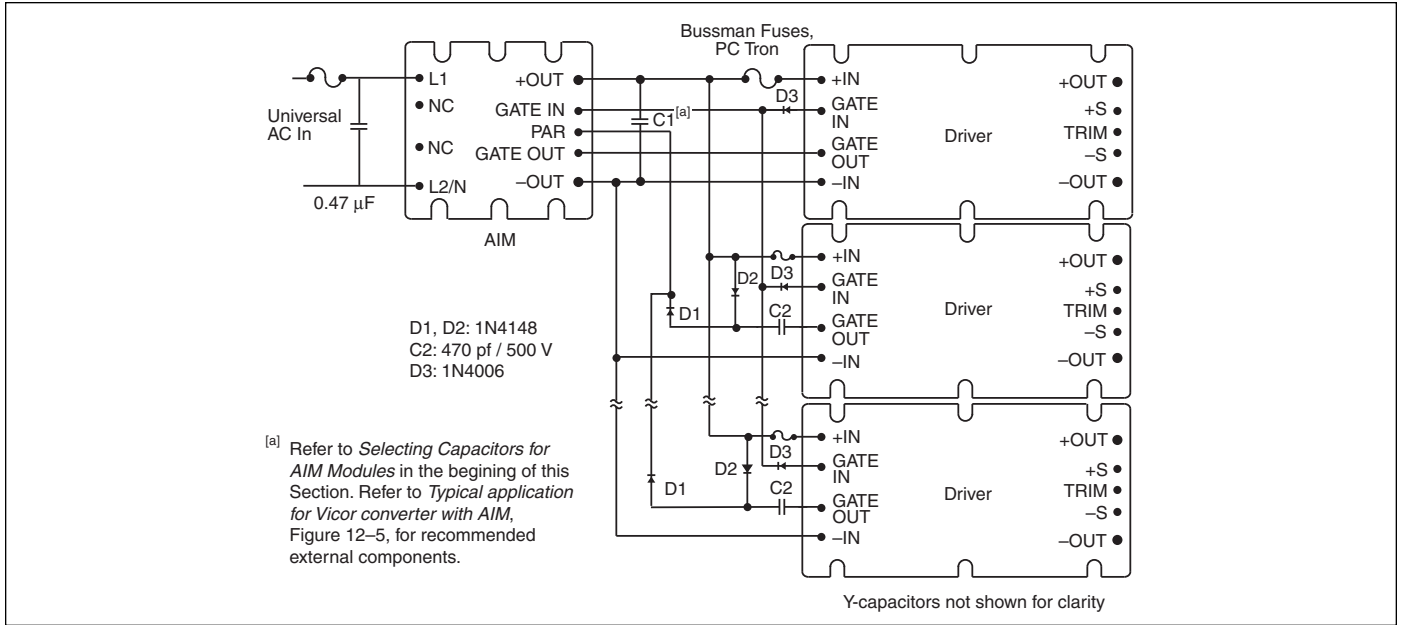 Bussman Fuses,
PC Tron
L1
NC
NC
L2/N
+OUT
GATE IN
PAR
GATE OUT
–OUT
AIM
Universal
AC In
0.47 µF
C1[a]
D3
+IN
GATE
IN
GATE
OUT
–IN
Driver
+OUT
+S
TRIM
–S
–OUT
D2
D3
D1
C2
+IN
GATE
IN
GATE
OUT
–IN
Driver
+OUT
+S
TRIM
–S
–OUT
D1, D2: 1N4148
C2: 470 pf / 500 V
D3: 1N4006
D2
D3
D1
C2
+IN
GATE
IN
GATE
OUT
–IN
Driver
+OUT
+S
TRIM
–S
–OUT
[a] Refer to Selecting Capacitors for
AIM Modules in the begining of this
Section. Refer to Typical application
for Vicor converter with AIM,
Figure 12–5, for recommended
external components.
Y-capacitors not shown for clarity